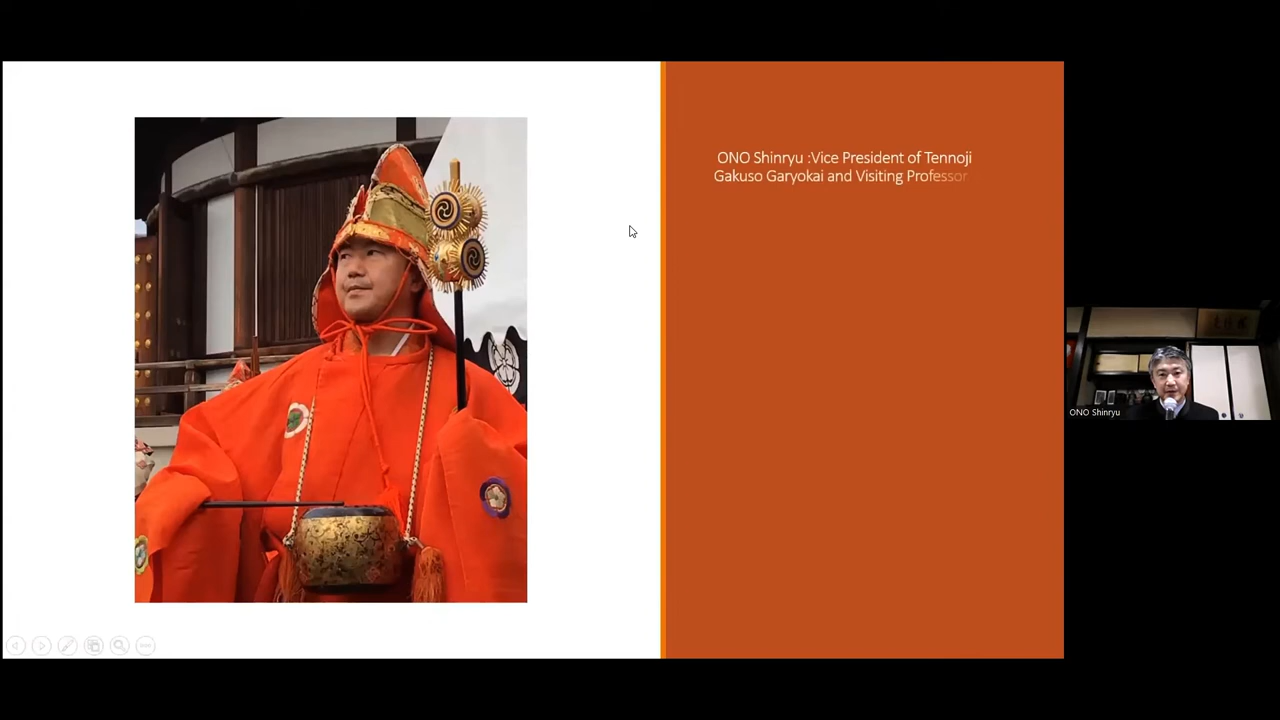 ONO Shinryu :Vice President of Tennoji
Gakuso Garyokai and Visiting Professor
ONO Shinryu